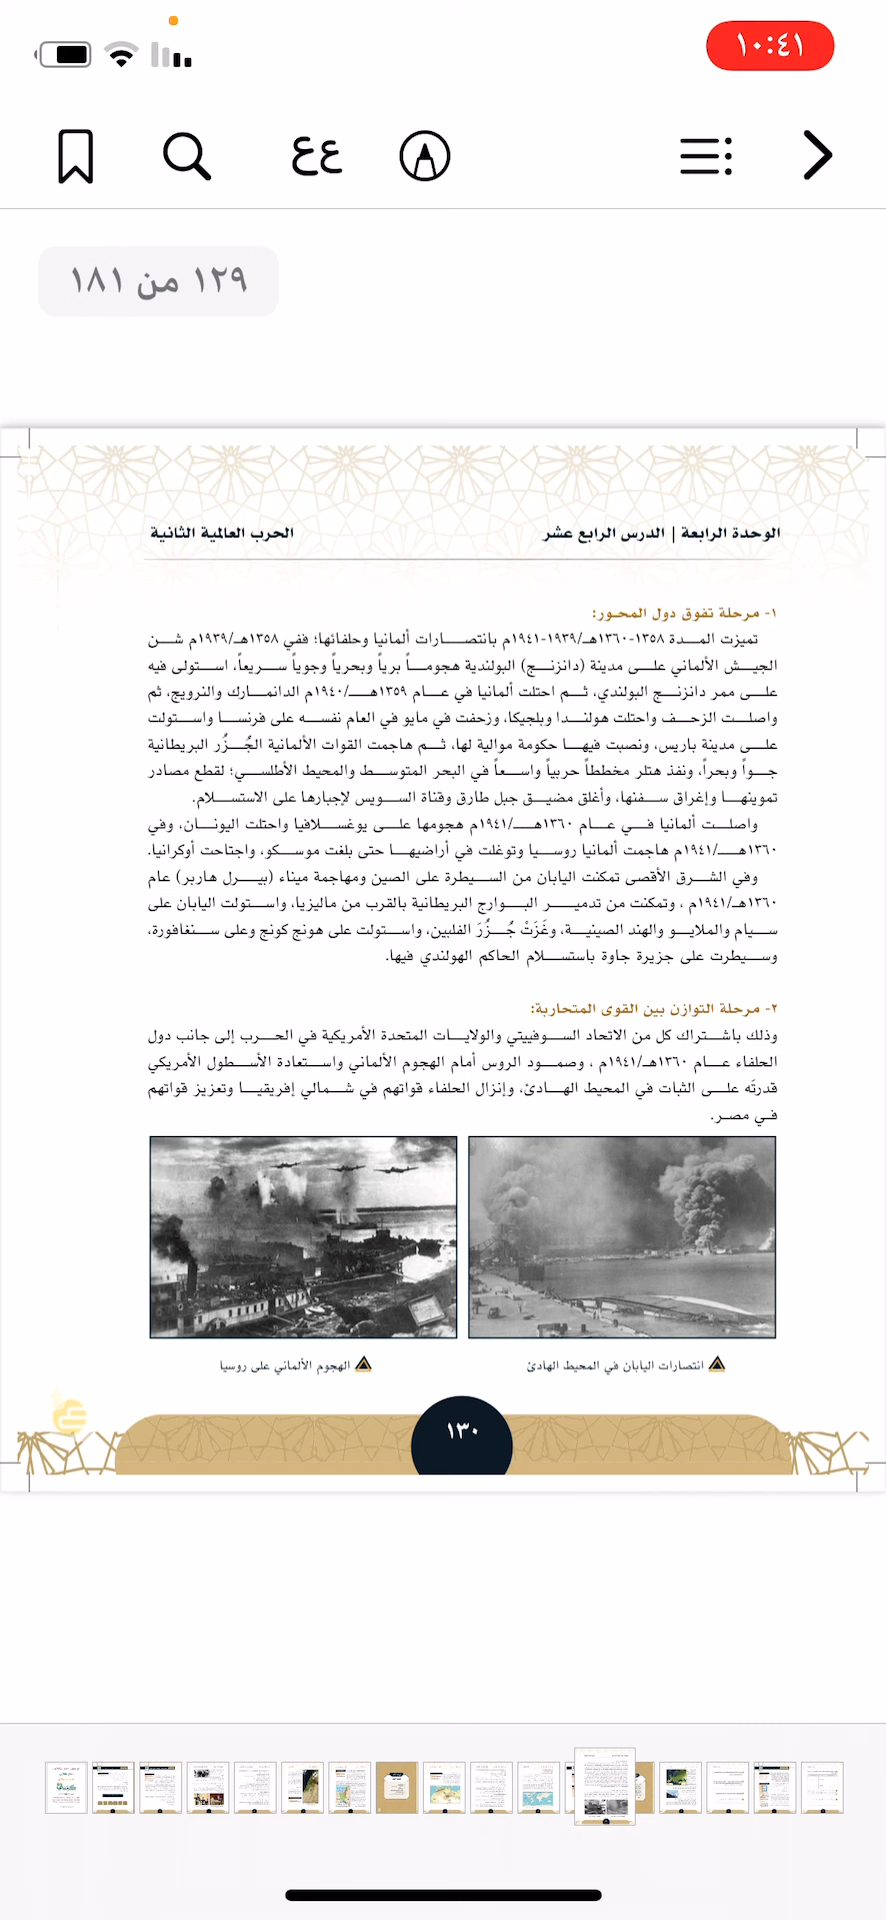 ١٠:٤١
عع
١٢٩ من ١٨١
الوحدة الرابعة | الدرس الرابع عشر
الحرب العالمية الثانية
١- مرحلة تفوق دول المحور:
تميزت المدة ١٣٥٨-١٣٦٠هـ/١٩٣٩-١٩٤١م بانتصارات ألمانيا وحلفائها؛ ففي ١٣٥٨هـ/١٩٣٩م شن
الجيش الألماني على مدينة (دانزنج) البولندية هجوماً برياً وبحرياً وجوياً سريعاً، استولى فيه
على ممر دانزنج البولندي، ثم احتلت ألمانيا في عام ١٣٥٩هـ/١٩٤٠م الدانمارك والنرويج، ثم
واصلت الزحف واحتلت هولندا وبلجيكا، وزحفت في مايو في العام نفسه على فرنسا واستولت
على مدينة باريس، ونصبت فيها حكومة موالية لها، ثم هاجمت القوات الألمانية الجُزُر البريطانية
جواً وبحراً، ونفذ هتلر مخططاً حربياً واسعاً في البحر المتوسط والمحيط الأطلسي؛ لقطع مصادر
تموينها وإغراق سفنها، وأغلق مضيق جبل طارق وقناة السويس لإجبارها على الاستسلام.
واصلت ألمانيا في عام ١٣٦٠هـ/١٩٤١م هجومها على يوغسلافيا واحتلت اليونان، وفي
١٣٦٠هـ/١٩٤١م هاجمت ألمانيا روسيا وتوغلت في أراضيها حتى بلغت موسكو، واجتاحت أوكرانيا.
وفي الشرق الأقصى تمكنت اليابان من السيطرة على الصين ومهاجمة ميناء (بيرل هاربر) عام
١٣٦٠هـ/١٩٤١م ، وتمكنت من تدمير البوارج البريطانية بالقرب من ماليزيا، واستولت اليابان على
سيام والملايو والهند الصينية، وغَزَتْ جُزُرَ الفلبين، واستولت على هونج كونج وعلى سنغافورة،
وسيطرت على جزيرة جاوة باستسلام الحاكم الهولندي فيها.
٢- مرحلة التوازن بين القوى المتحاربة:
وذلك باشتراك كل من الاتحاد السوفييتي والولايات المتحدة الأمريكية في الحرب إلى جانب دول
الحلفاء عام ١٣٦٠هـ/١٩٤١م ، وصمود الروس أمام الهجوم الألماني واستعادة الأسطول الأمريكي
قدرتَه على الثبات في المحيط الهادئ، وإنزال الحلفاء قواتهم في شمالي إفريقيا وتعزيز قواتهم
في مصر.
انتصارات اليابان في المحيط الهادئ
الهجوم الألماني على روسيا
١٣٠